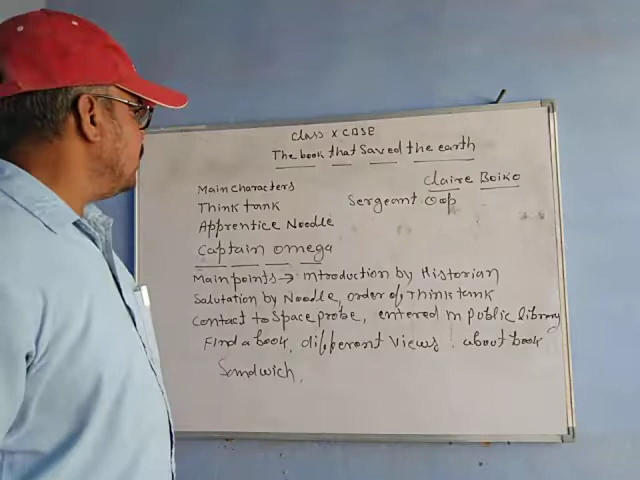 Class X CBSE
The book that Saved the earth
Claire Boiko
Main characters
Think tank Sergeant Oop
Apprentice Noodle
Captain omega
Main points → introduction by Historian
Salutation by Noodle, order of Think tank
Contact to Space probe, entered in public library
Find a book, different views about book
Sandwich,